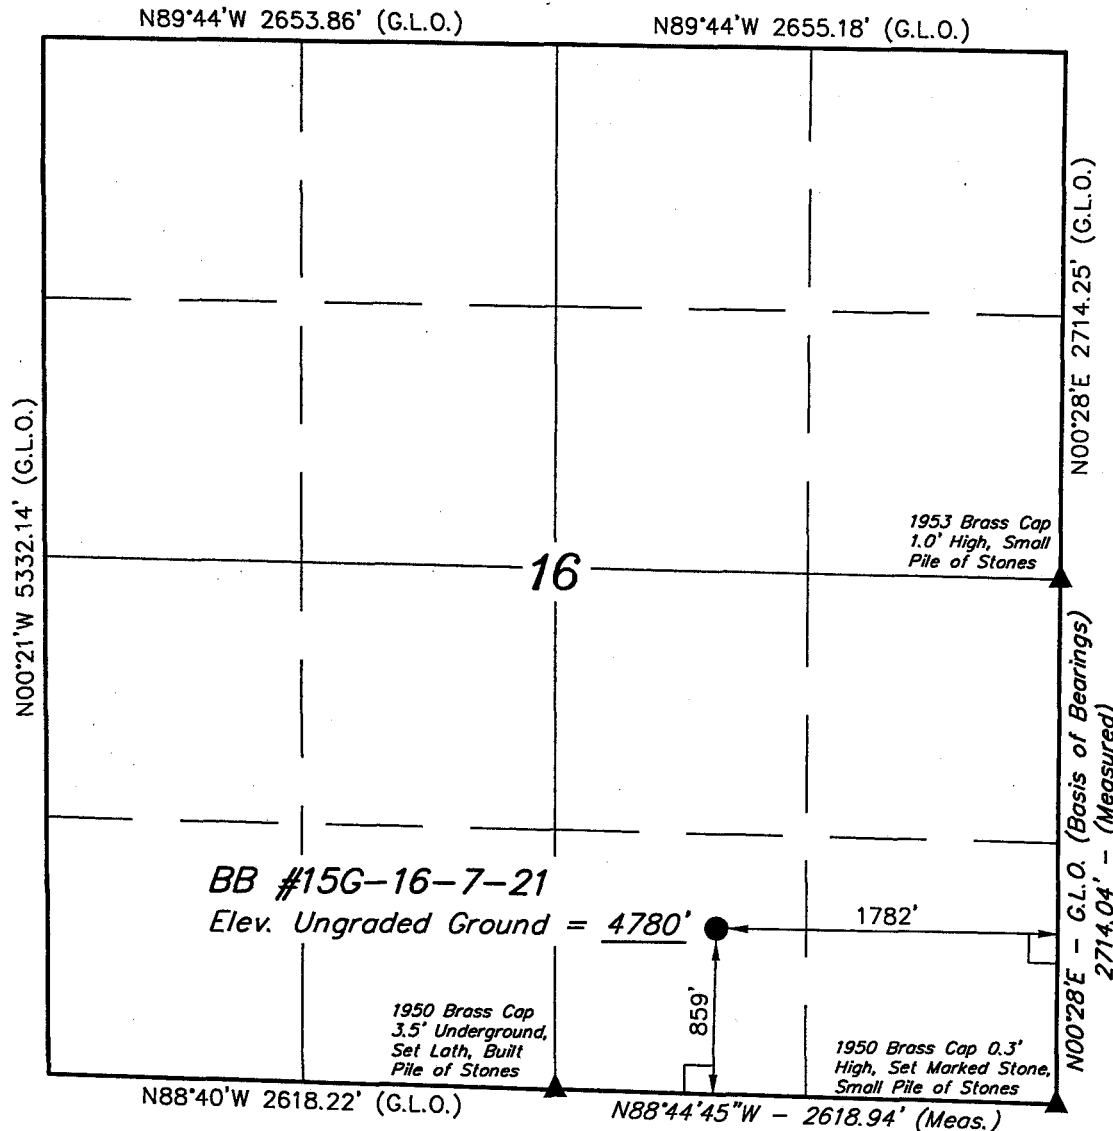 N89°44'W 2653.86' (G.L.O.)
N89°44'W 2655.18' (G.L.O.)
N00°28'E 2714.25' (G.L.O.)
N00°21'W 5332.14' (G.L.O.)
1953 Brass Cap
1.0' High, Small
Pile of Stones
16
N00°28'E - G.L.O. (Basis of Bearings)
2714.04' - (Measured)
BB #15G-16-7-21
Elev. Ungraded Ground = 4780'
1782'
859'
1950 Brass Cap
3.5' Underground,
Set Lath, Built
Pile of Stones
1950 Brass Cap 0.3'
High, Set Marked Stone,
Small Pile of Stones
N88°40'W 2618.22' (G.L.O.)
N88°44'45"W - 2618.94' (Meas.)